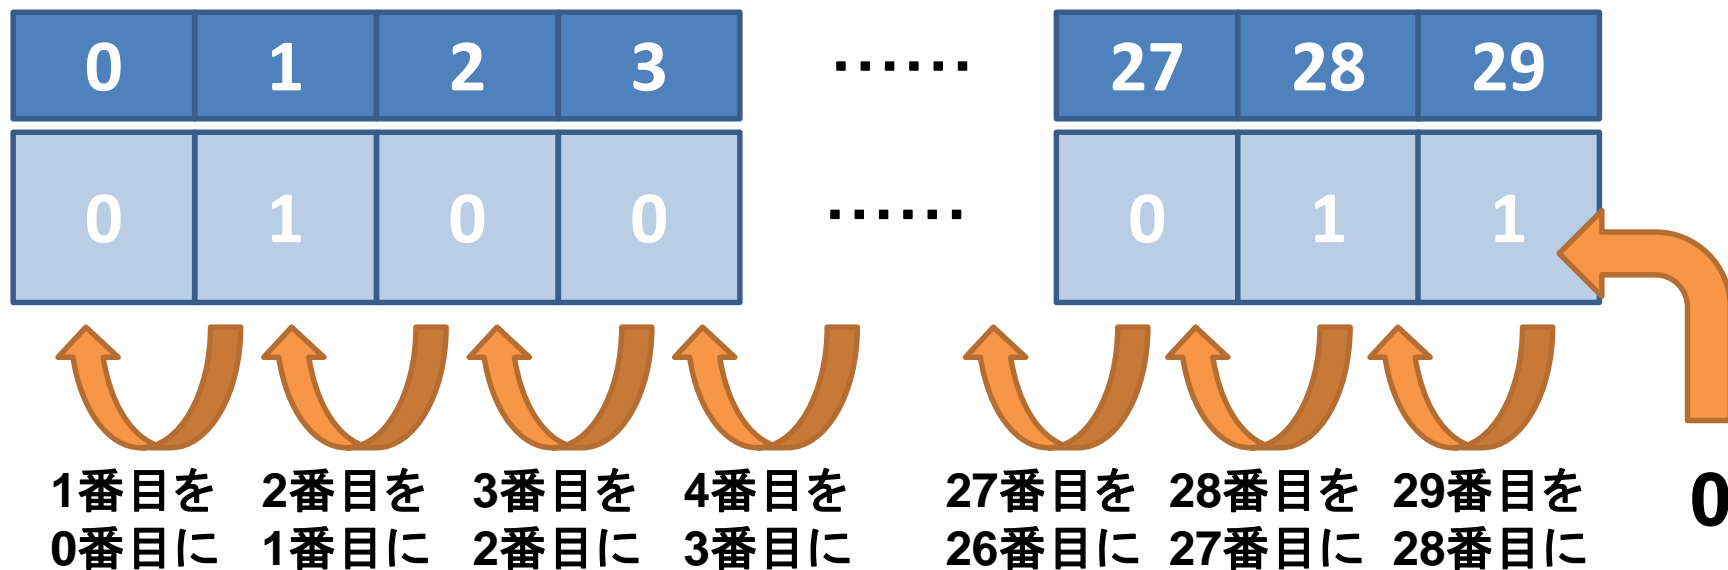 0 1 2 3 …… 27 28 29
0 1 0 0 …… 0 1 1
1番目を 2番目を 3番目を 4番目を 27番目を 28番目を 29番目を 0
0番目に 1番目に 2番目に 3番目に 26番目に 27番目に 28番目に